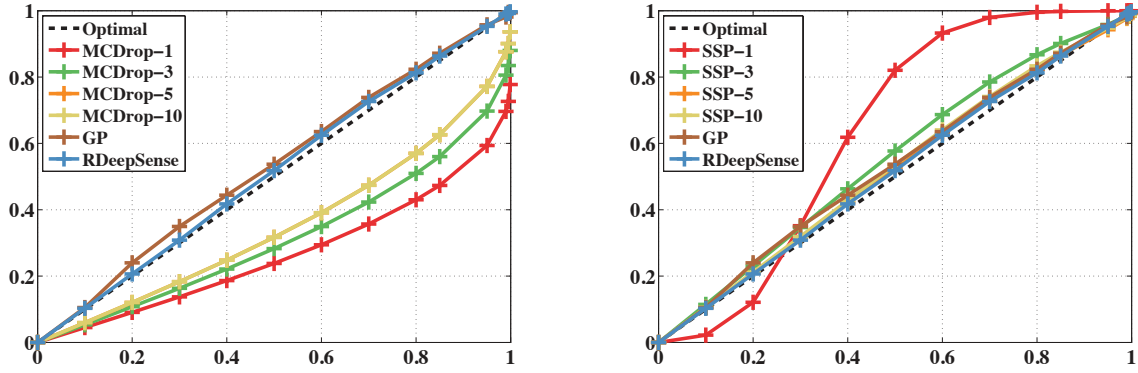 1
0.8
0.6
0.4
0.2
0
0 0.2 0.4 0.6 0.8 1
Optimal
MCDrop−1
MCDrop−3
MCDrop−5
MCDrop−10
GP
RDeepSense
1
0.8
0.6
0.4
0.2
0
0 0.2 0.4 0.6 0.8 1
Optimal
SSP−1
SSP−3
SSP−5
SSP−10
GP
RDeepSense